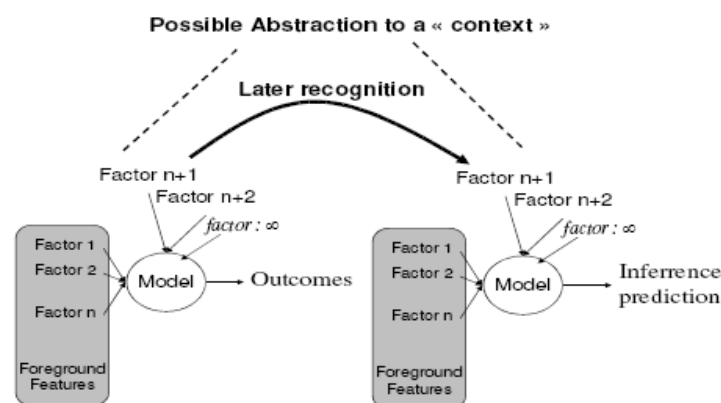 Possible Abstraction to a « context »
Later recognition
Factor n+1
Factor n+2
factor : ∞
Factor 1
Factor 2
Factor n
Foreground
Features
Model
Outcomes
Factor n+1
Factor n+2
factor : ∞
Factor 1
Factor 2
Factor n
Foreground
Features
Model
Inferrence
prediction